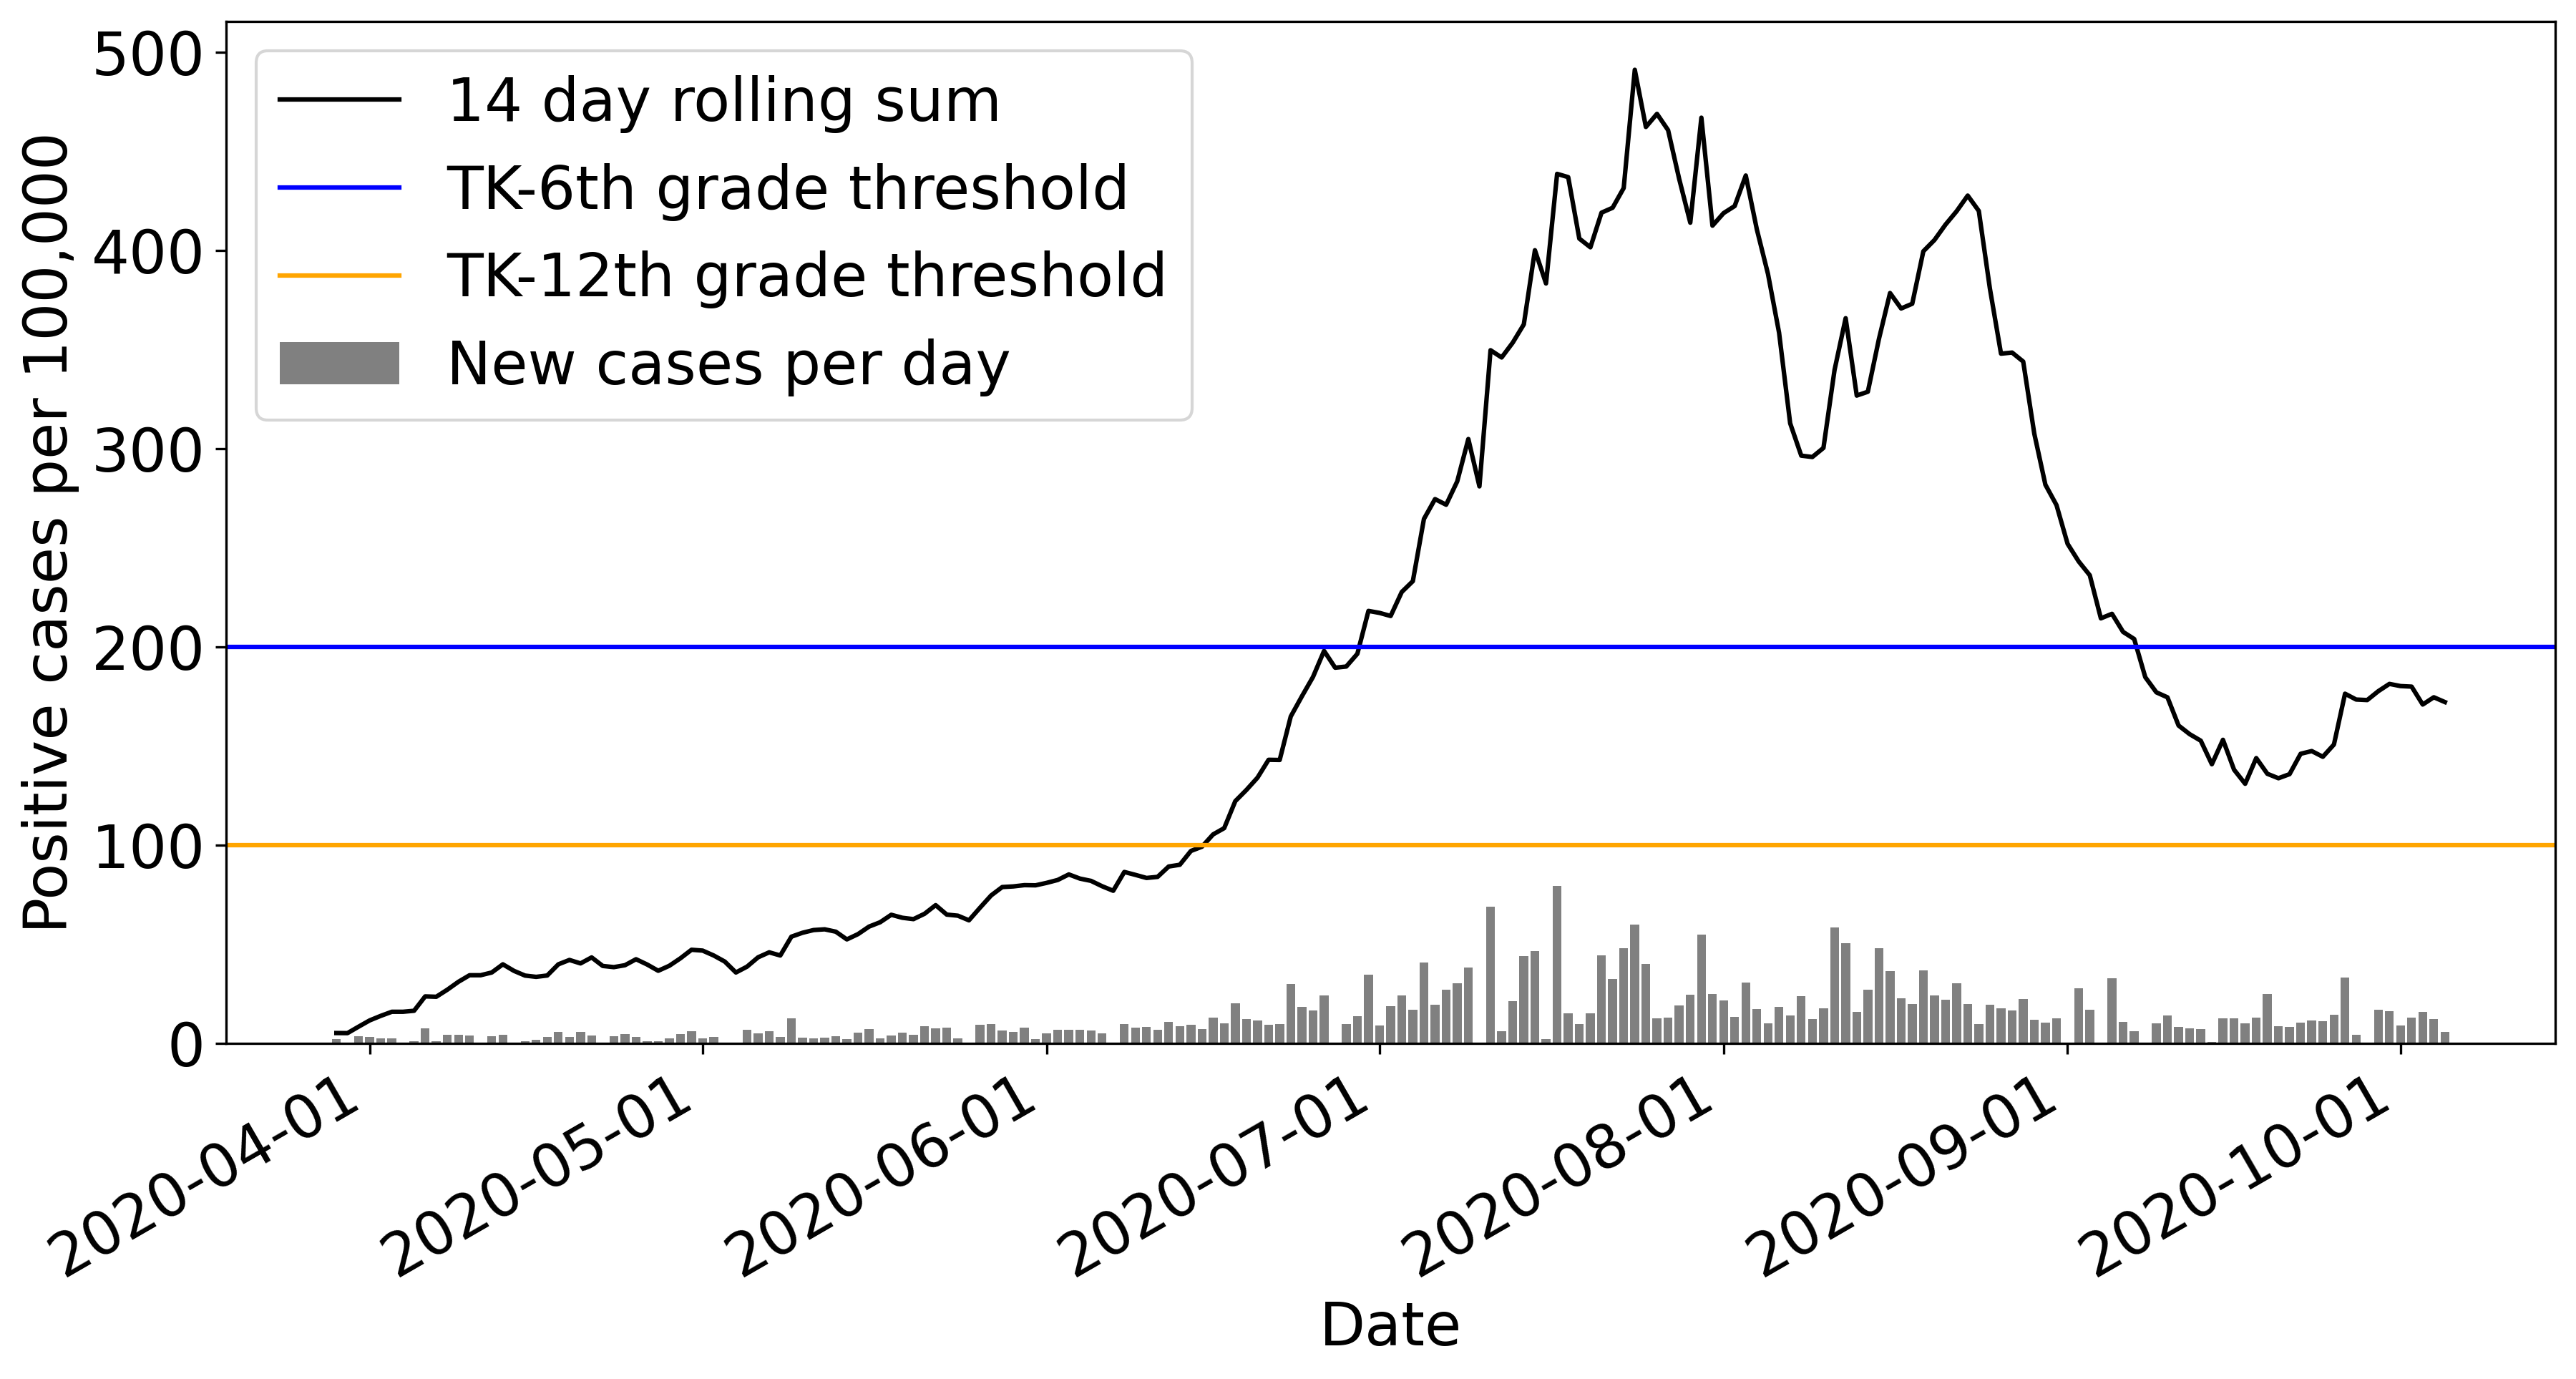 500
400
300
200
100
0
Positive cases per 100,000
14 day rolling sum
TK-6th grade threshold
TK-12th grade threshold
New cases per day
2020-04-01
2020-05-01
2020-06-01
2020-07-01
2020-08-01
2020-09-01
2020-10-01
Date